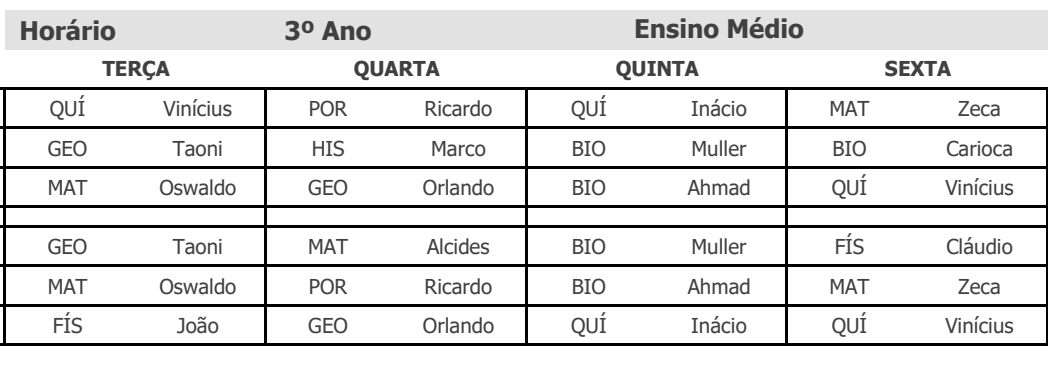 Horário 3º Ano Ensino Médio
TERÇA QUARTA QUINTA SEXTA
QUÍ Vinícius POR Ricardo QUÍ Inácio MAT Zeca
GEO Taoni HIS Marco BIO Muller BIO Carioca
MAT Oswaldo GEO Orlando BIO Ahmad QUÍ Vinícius
GEO Taoni MAT Alcides BIO Muller FÍS Cláudio
MAT Oswaldo POR Ricardo BIO Ahmad MAT Zeca
FÍS João GEO Orlando QUÍ Inácio QUÍ Vinícius